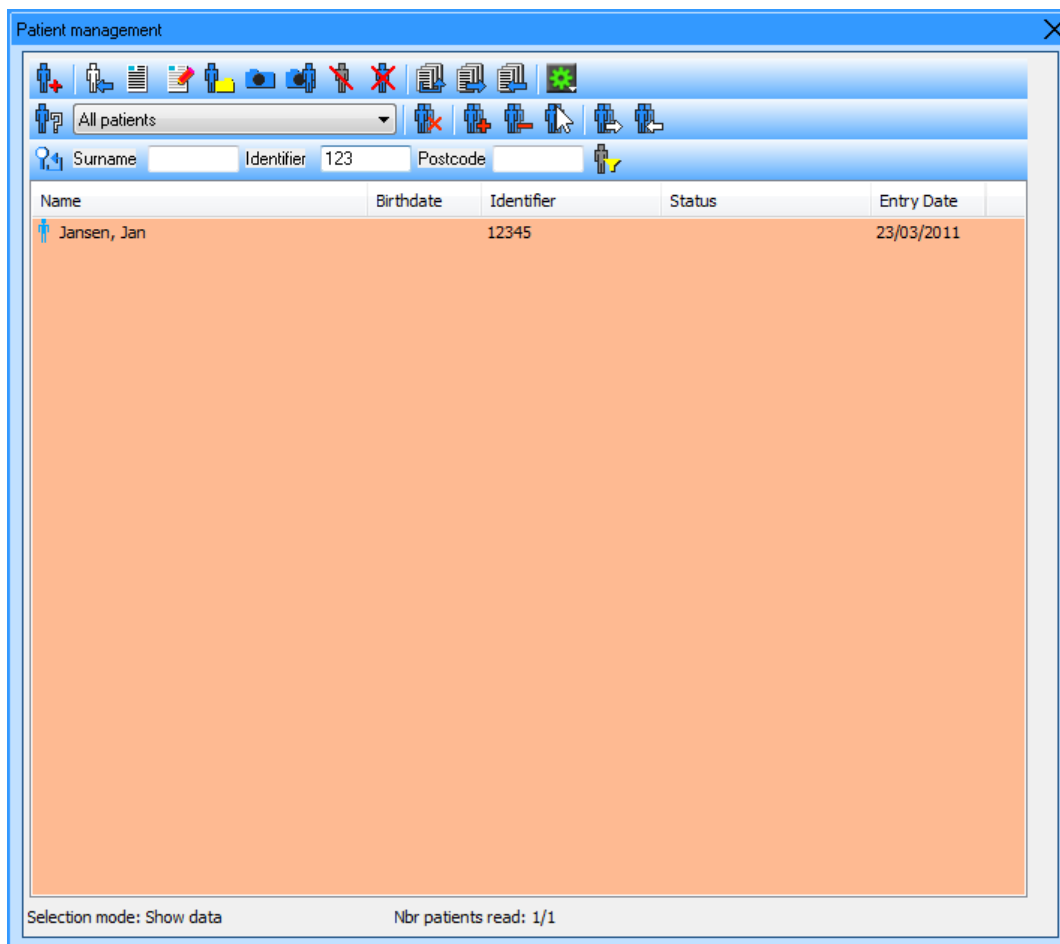 Patient management
All patients
Surname Identifier 123 Postcode
Name Birthdate Identifier Status Entry Date
Jansen, Jan 12345 23/03/2011
Selection mode: Show data Nbr patients read: 1/1